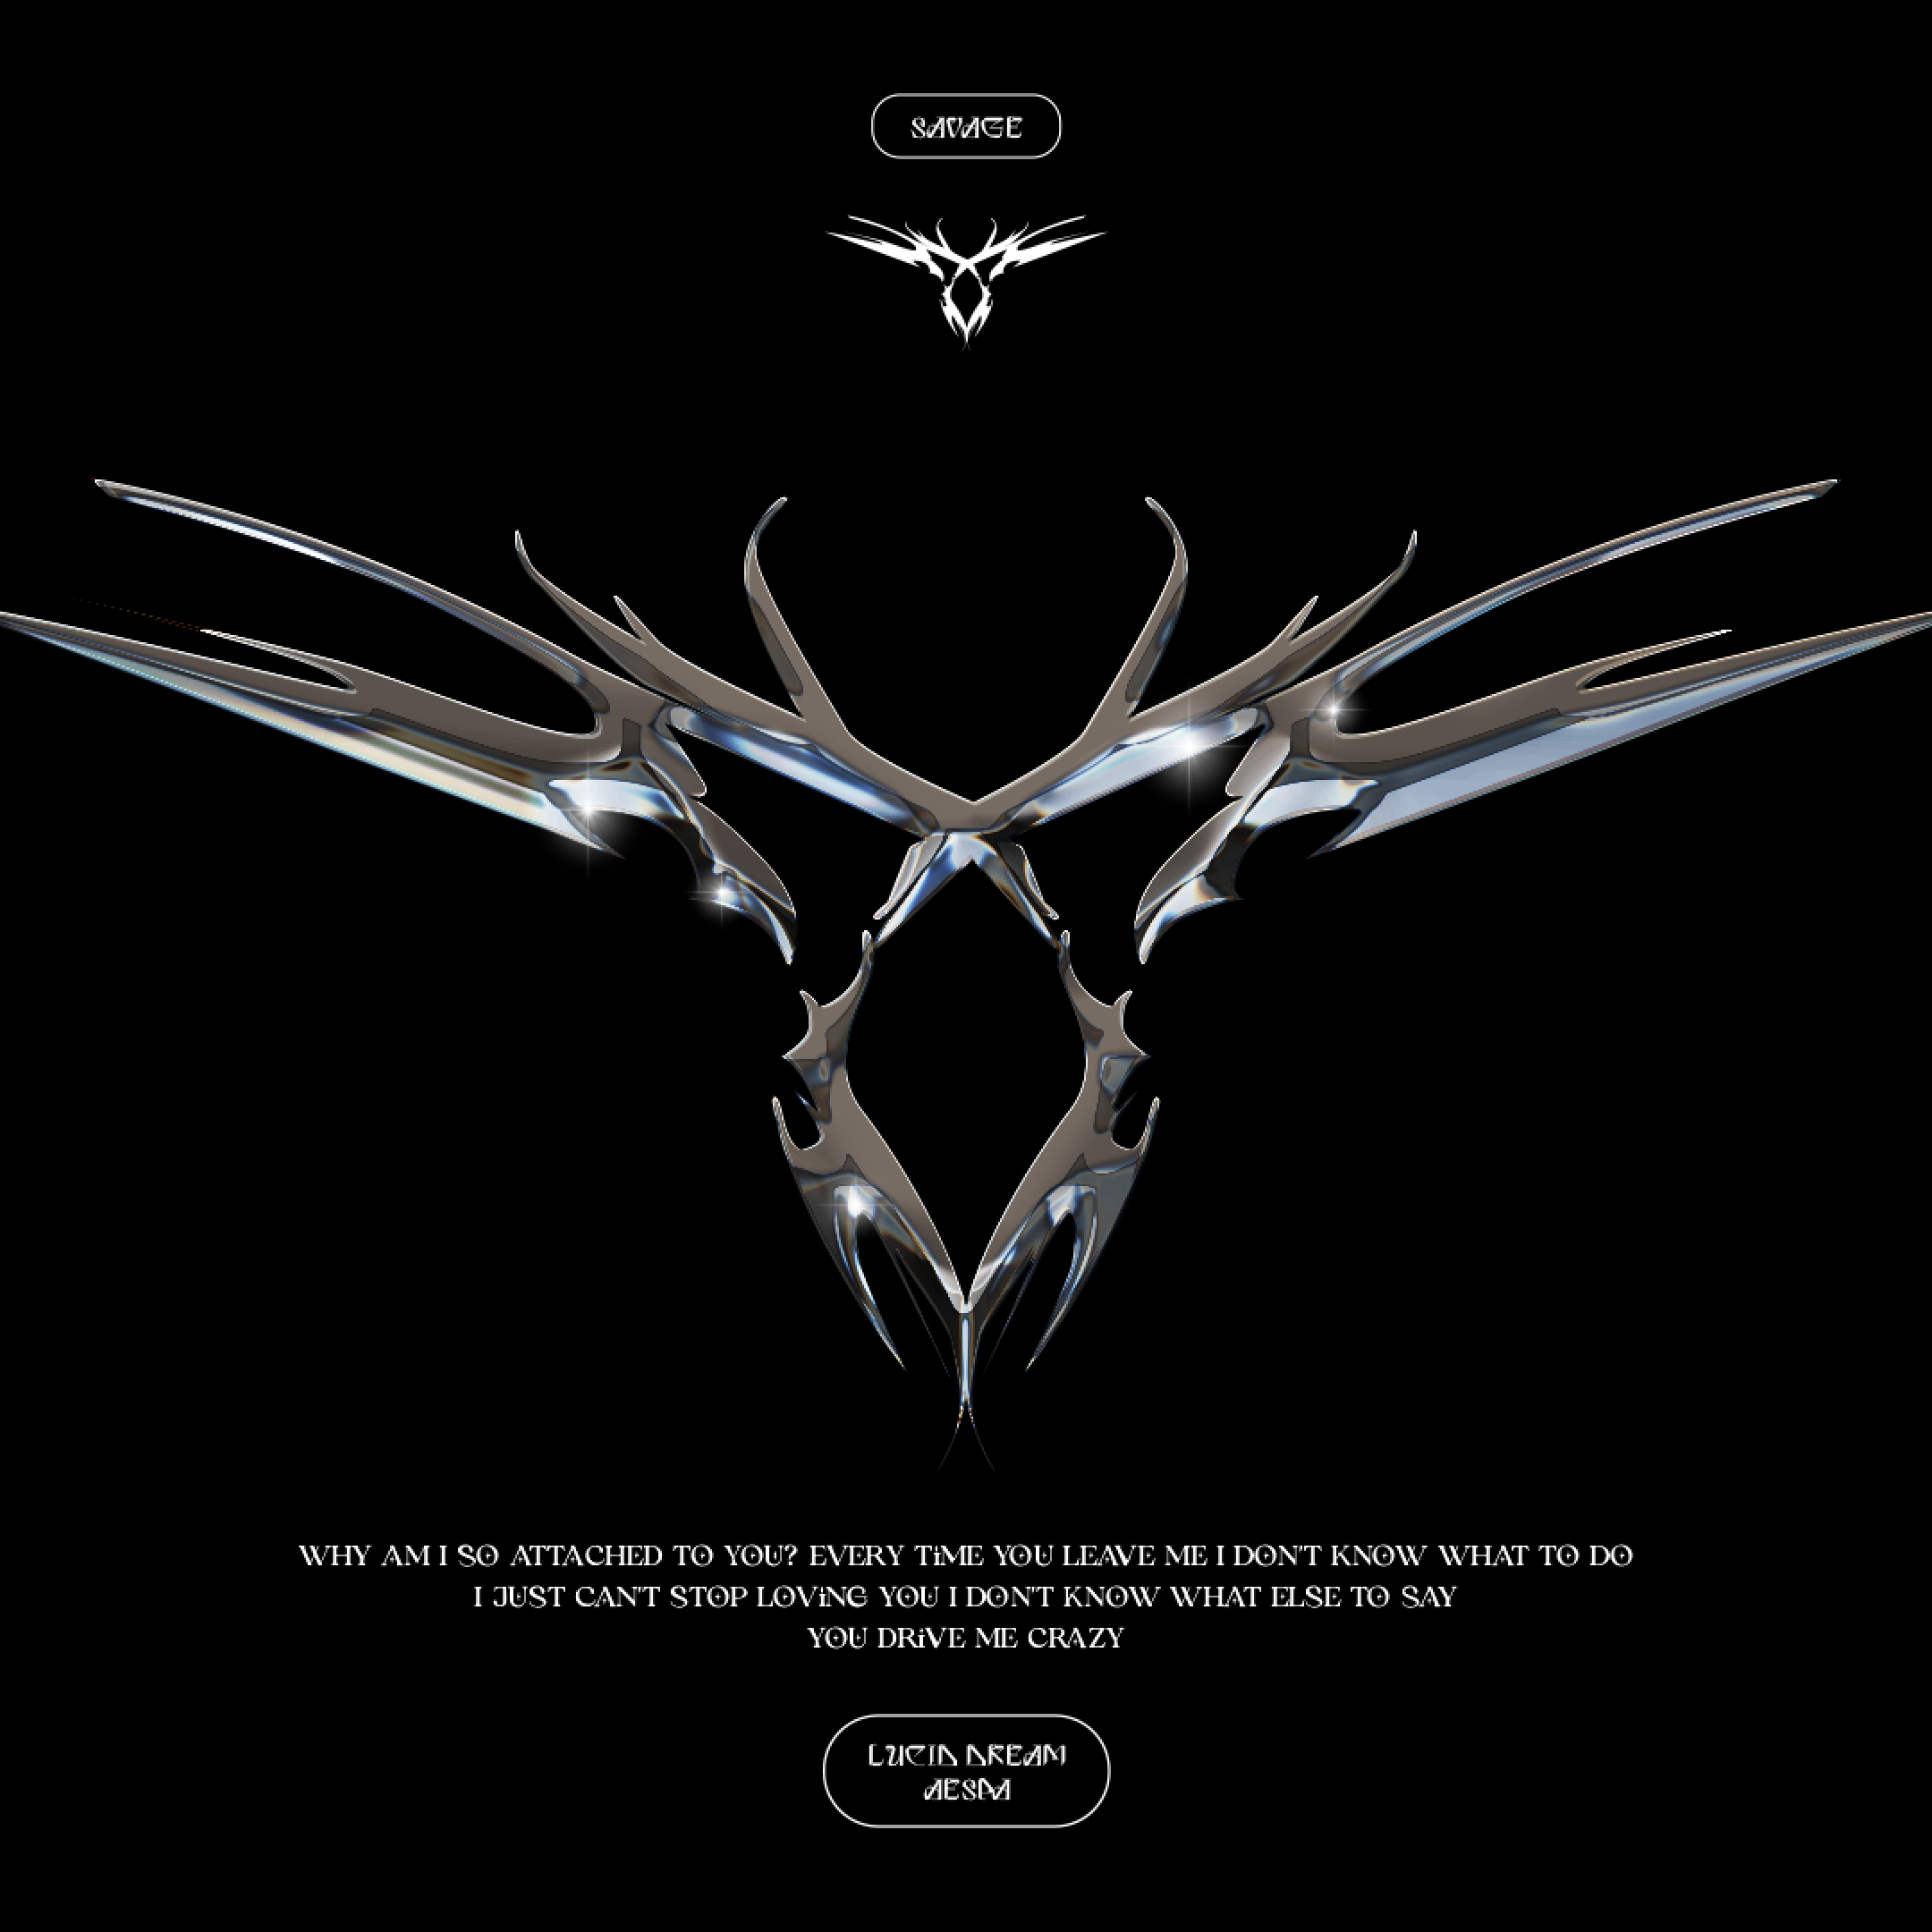 SAVAGE
WHY AM I SO ATTACHED TO YOU? EVERY TiME YOU LEAVE ME I DON'T KNOW WHAT TO DO
I JUST CAN'T STOP LOViNG YOU I DON'T KNOW WHAT ELSE TO SAY
YOU DRiVE ME CRAZY
LUCID DREAM
AESPA